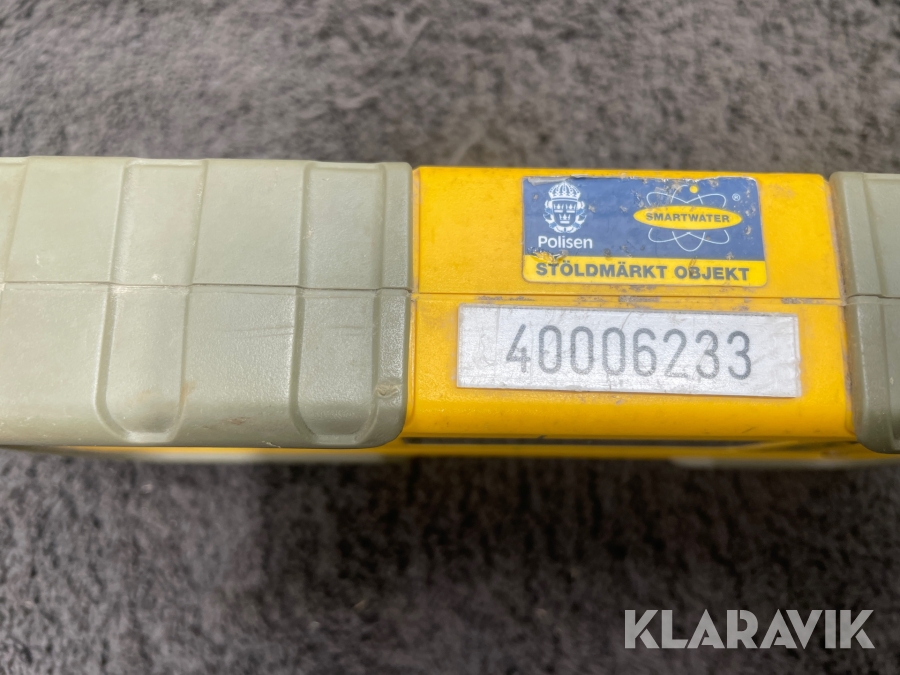 Polisen
SMARTWATER®
STÖLDMÄRKT OBJEKT
40006233
KLARAVIK